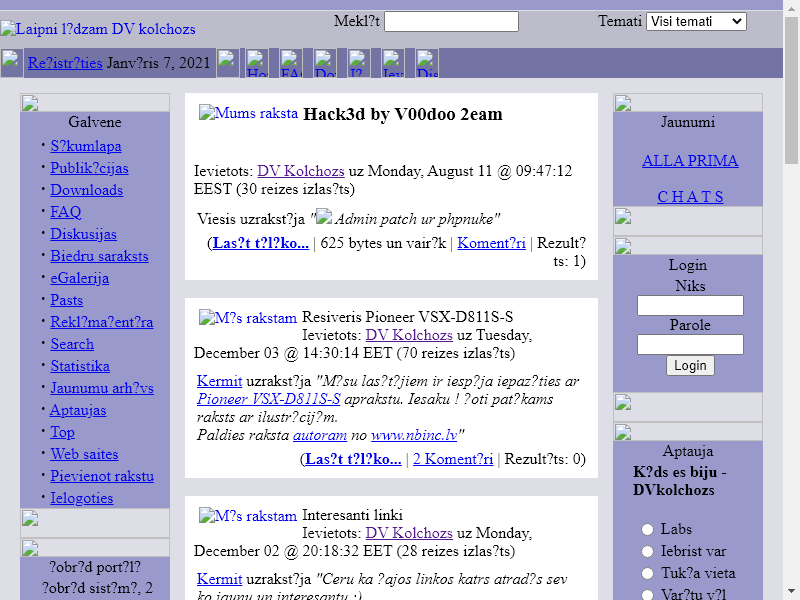 Laipni l?dzam DV kolchozs
Mekl?t
Temati Visi temati
Re?istr?ties Janv?ris 7, 2021
Galvene
· S?kumlapa
· Publik?cijas
· Downloads
· FAQ
· Diskusijas
· Biedru saraksts
· eGalerija
· Pasts
· Rekl?ma?ent?ra
· Search
· Statistika
· Jaunumu arh?vs
· Aptaujas
· Top
· Web saites
· Pievienot rakstu
· Ielogoties
?obr?d port?l?
?obr?d sist?m?, 2
Mums raksta Hack3d by V00doo 2eam
Ievietots: DV Kolchozs uz Monday, August 11 @ 09:47:12
EEST (30 reizes izlas?ts)
Viesis uzrakst?ja " Admin patch ur phpnuke"
(Las?t t?l?ko... | 625 bytes un vair?k | Koment?ri | Rezult?
ts: 1)
M?s rakstam Resiveris Pioneer VSX-D811S-S
Ievietots: DV Kolchozs uz Tuesday,
December 03 @ 14:30:14 EET (70 reizes izlas?ts)
Kermit uzrakst?ja "M?su las?t?jiem ir iesp?ja iepaz?ties ar
Pioneer VSX-D811S-S aprakstu. Iesaku ! ?oti pat?kams
raksts ar ilustr?cij?m.
Paldies raksta autoram no www.nbinc.lv"
(Las?t t?l?ko... | 2 Koment?ri | Rezult?ts: 0)
M?s rakstam Interesanti linki
Ievietots: DV Kolchozs uz Monday,
December 02 @ 20:18:32 EET (28 reizes izlas?ts)
Kermit uzrakst?ja "Ceru ka ?ajos linkos katrs atrad?s sev
ko jaunu un interesantu :)
Jaunumi
ALLA PRIMA
C H A T S
Login
Niks
Parole
Login
Aptauja
K?ds es biju -
DVkolchozs
Labs
Iebrist var
Tuk?a vieta
Var?tu v?l